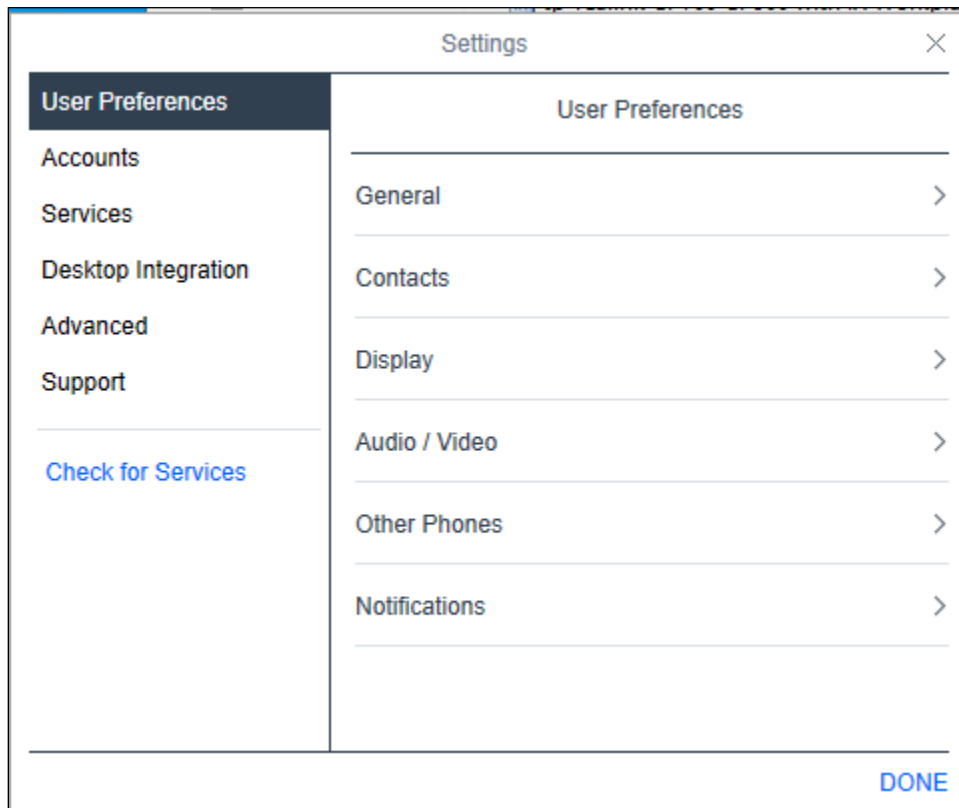 Settings
User Preferences
Accounts
Services
Desktop Integration
Advanced
Support
Check for Services
User Preferences
General
Contacts
Display
Audio / Video
Other Phones
Notifications
DONE